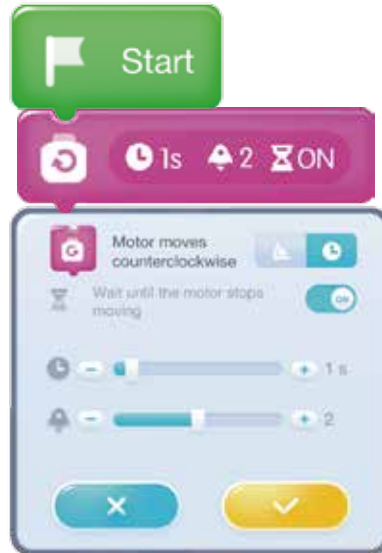 Start
1s 2 ON
Motor moves
counterclockwise
Wait until the motor stops
moving
ON
1 s
2